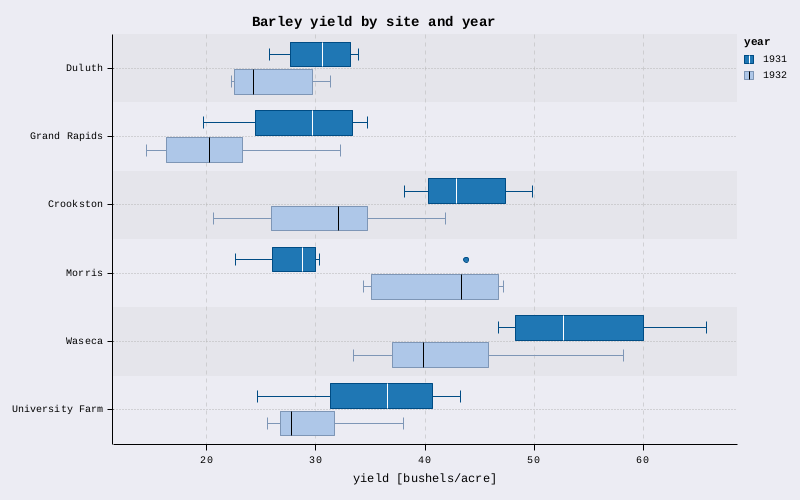 Barley yield by site and year
year
1931
1932
Duluth
Grand Rapids
Crookston
Morris
Waseca
University Farm
20 30 40 50 60
yield [bushels/acre]